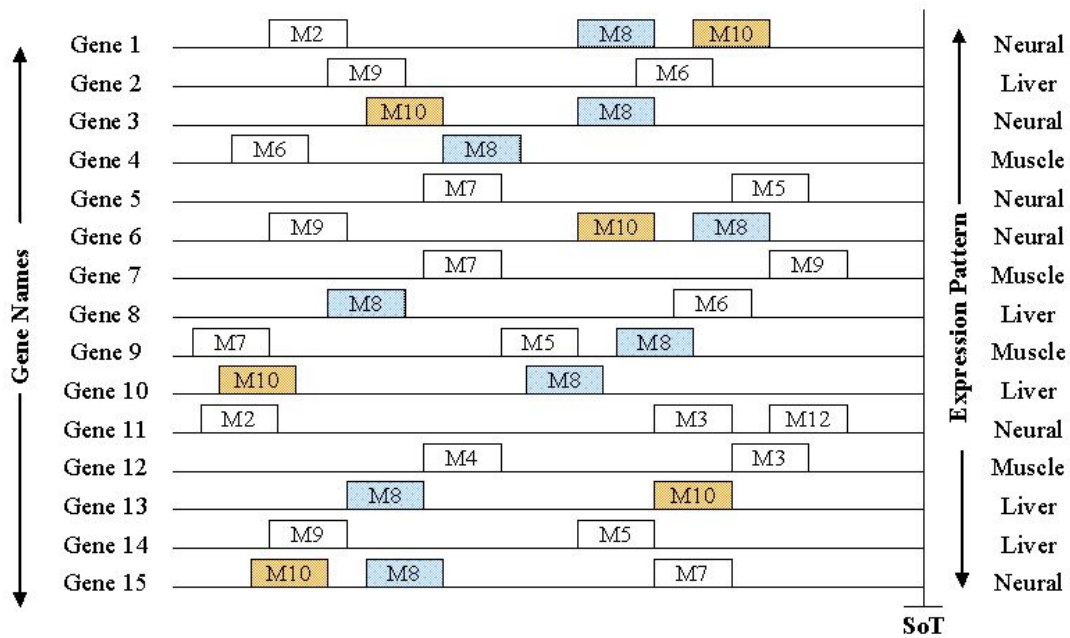 Gene 1 M2 M8 M10 Neural
Gene 2 M9 M6 Liver
Gene 3 M10 M8 Neural
Gene 4 M6 M8 Muscle
Gene 5 M7 M5 Neural
Gene 6 M9 M10 M8 Neural
Gene 7 M7 M9 Muscle
Gene 8 M8 M6 Liver
Gene 9 M7 M5 M8 Muscle
Gene 10 M10 M8 Liver
Gene 11 M2 M3 M12 Neural
Gene 12 M4 M3 Muscle
Gene 13 M8 M10 Liver
Gene 14 M9 M5 Liver
Gene 15 M10 M8 M7 Neural
Gene Names
Expression Pattern
SoT